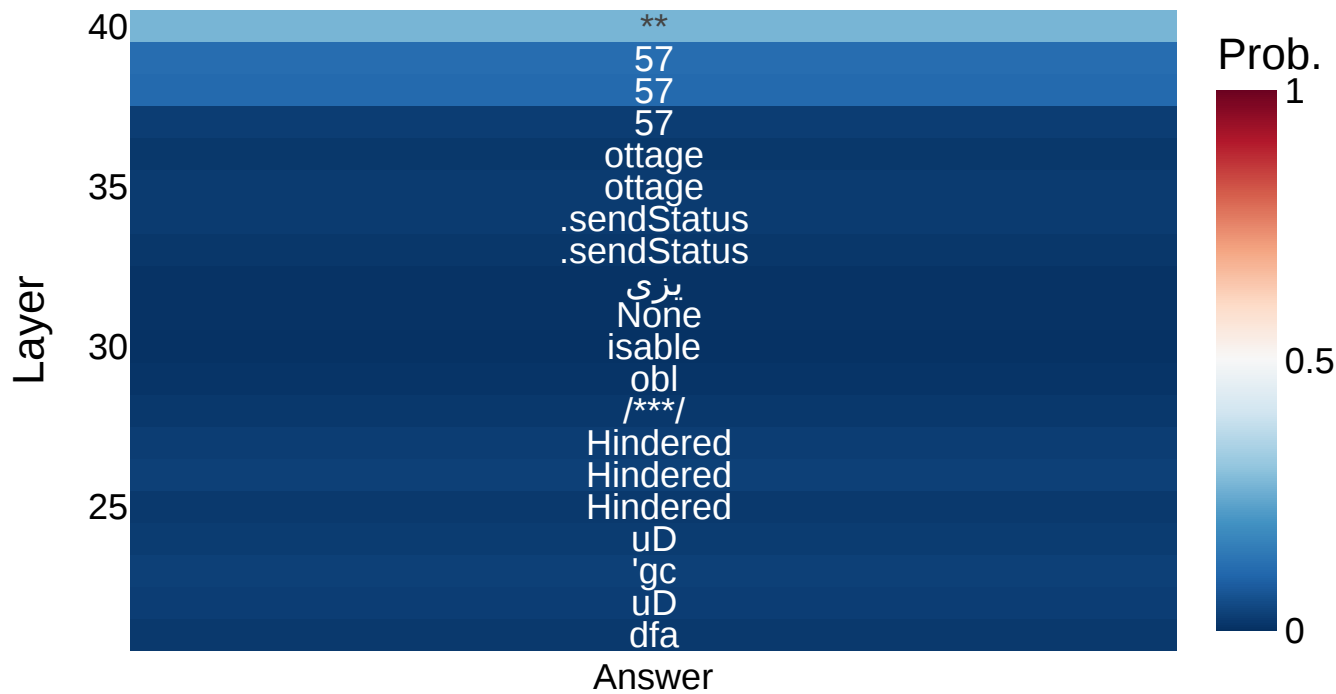 40
**
57
57
57
ottage
35
ottage
.sendStatus
.sendStatus
یزی
None
30
isable
obl
/***/
Hindered
Hindered
25
Hindered
uD
'gc
uD
dfa
Answer
Layer
Prob.
1
0.5
0